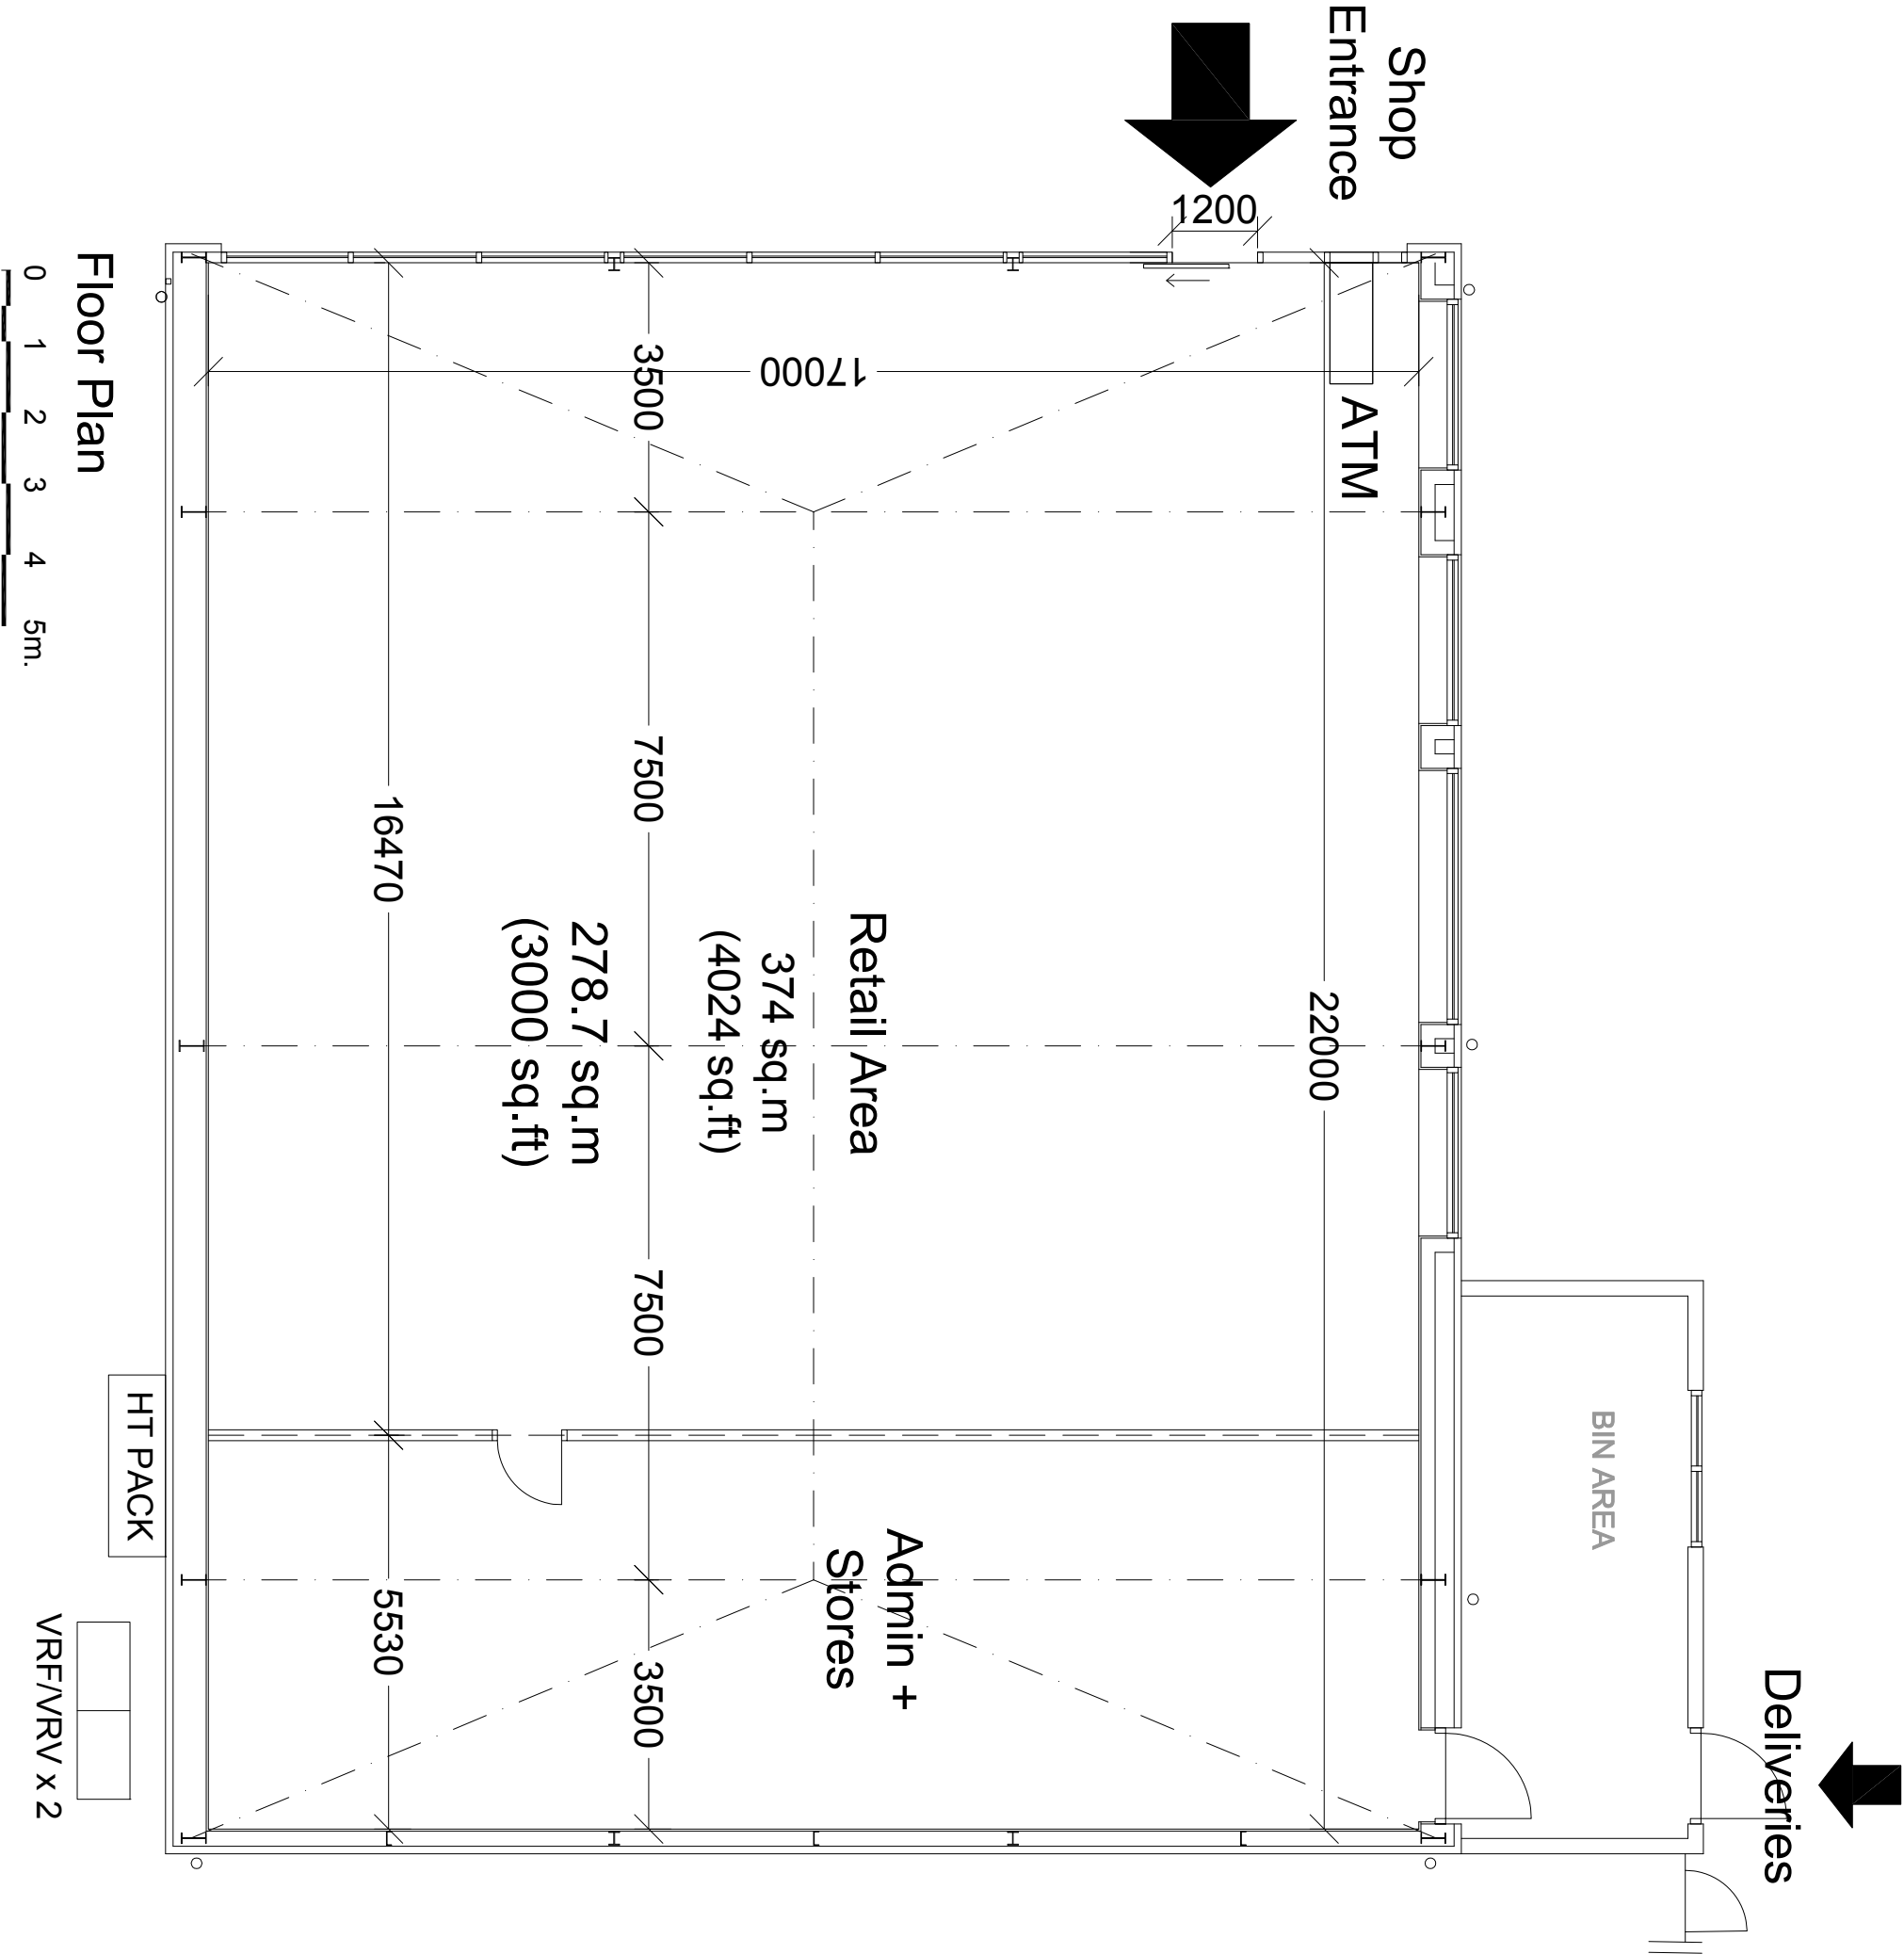 Shop
Entrance
1200
ATM
17000
3500
7500
7500
3500
22000
16470
5530
Retail Area
374 sq.m
(4024 sq.ft)
278.7 sq.m
(3000 sq.ft)
Admin +
Stores
BIN AREA
Deliveries
HT PACK
VRF/VRV x 2
Floor Plan
0 1 2 3 4 5m.